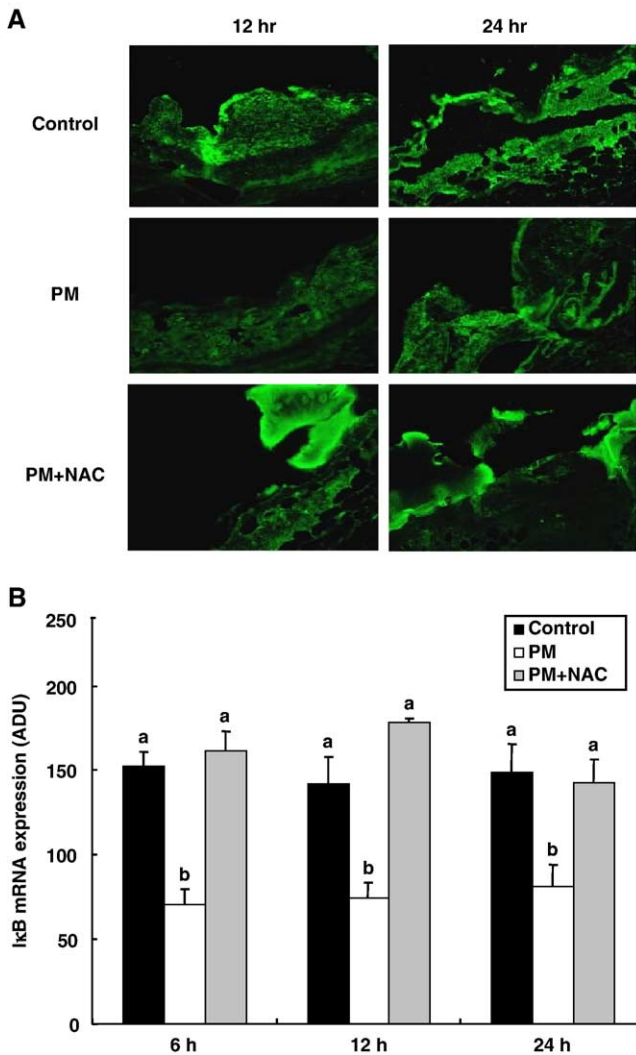 A
12 hr 24 hr
Control
PM
PM+NAC
B
250
200
150
100
50
0
IκB mRNA expression (ADU)
Control
PM
PM+NAC
a b a
a b a
a b a
6 h 12 h 24 h